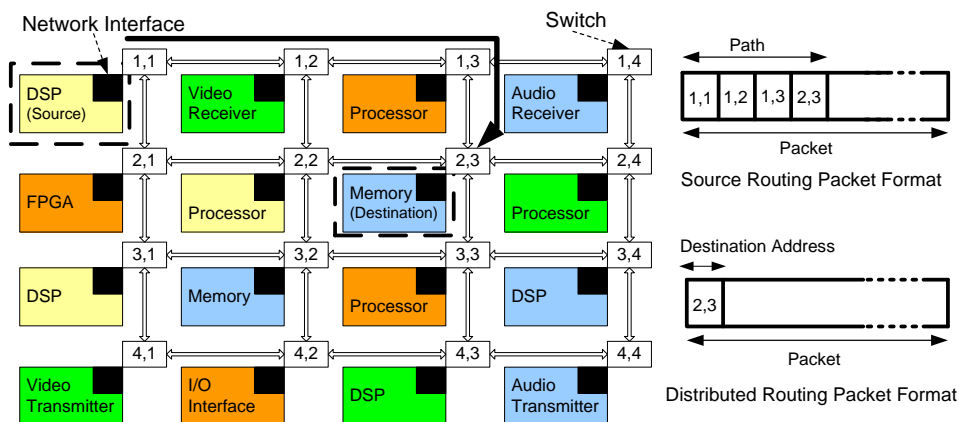 Network Interface
Switch
1,1
1,2
1,3
1,4
DSP
(Source)
Video
Receiver
Processor
Audio
Receiver
2,1
2,2
2,3
2,4
FPGA
Processor
Memory
(Destination)
Processor
3,1
3,2
3,3
3,4
DSP
Memory
Processor
DSP
4,1
4,2
4,3
4,4
Video
Transmitter
I/O
Interface
DSP
Audio
Transmitter
Path
1,1 1,2 1,3 2,3
Packet
Source Routing Packet Format
Destination Address
2,3
Packet
Distributed Routing Packet Format